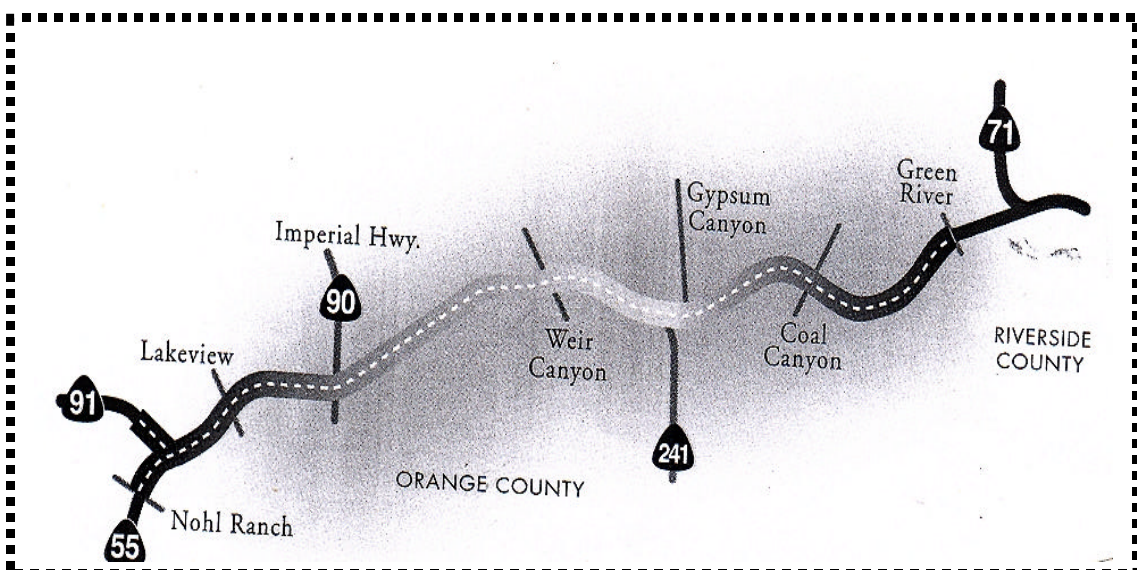 71
Green
River
Gypsum
Canyon
Imperial Hwy.
90
Weir
Canyon
Coal
Canyon
RIVERSIDE
COUNTY
Lakeview
91
241
ORANGE COUNTY
Nohl Ranch
55